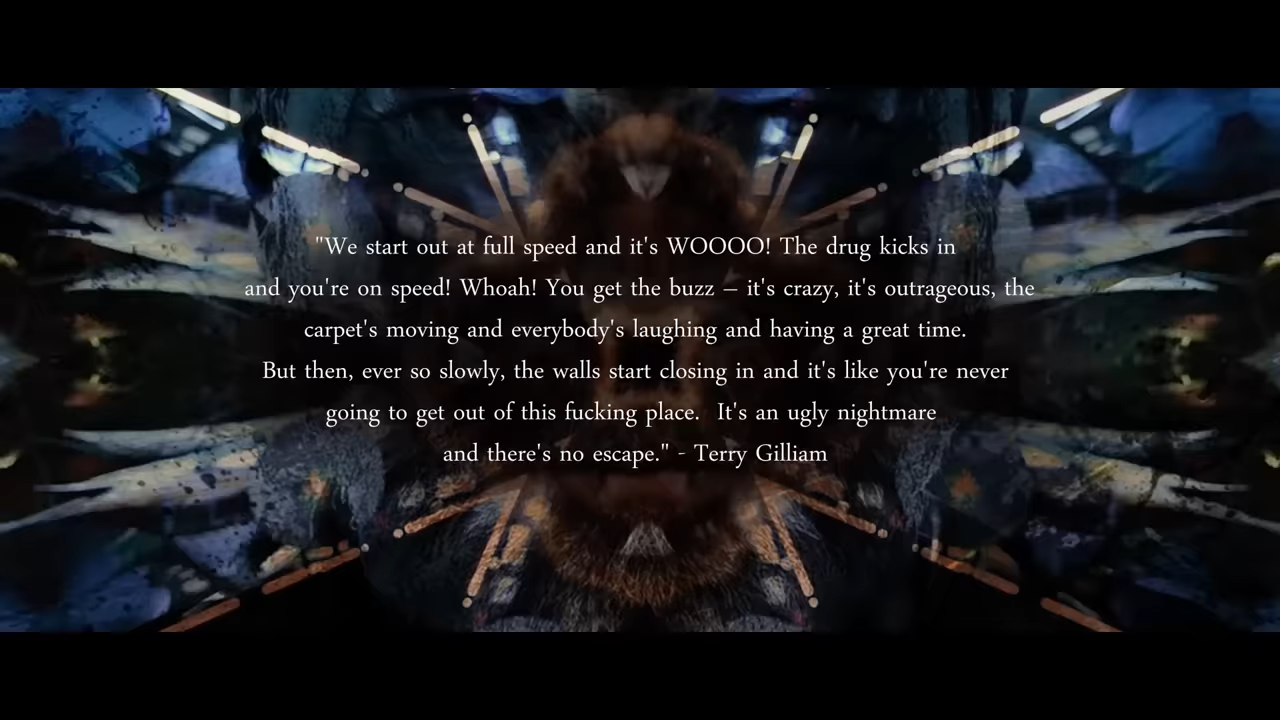 "We start out at full speed and it's WOOOO! The drug kicks in
and you're on speed! Whoah! You get the buzz – it's crazy, it's outrageous, the
carpet's moving and everybody's laughing and having a great time.
But then, ever so slowly, the walls start closing in and it's like you're never
going to get out of this fucking place.  It's an ugly nightmare
and there's no escape." - Terry Gilliam